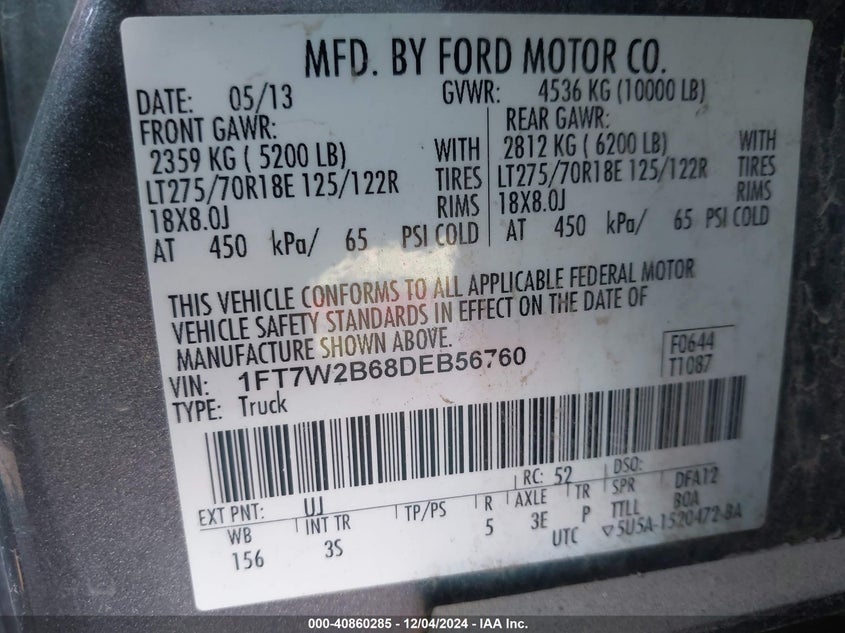 MFD. BY FORD MOTOR CO.
DATE: 05/13 GVWR: 4536 KG (10000 LB)
FRONT GAWR: REAR GAWR:
2359 KG ( 5200 LB) WITH 2812 KG ( 6200 LB) WITH
LT275/70R18E 125/122R TIRES LT275/70R18E 125/122R TIRES
18X8.0J RIMS 18X8.0J RIMS
AT 450 kPa/ 65 PSI COLD AT 450 kPa/ 65 PSI COLD
THIS VEHICLE CONFORMS TO ALL APPLICABLE FEDERAL MOTOR
VEHICLE SAFETY STANDARDS IN EFFECT ON THE DATE OF
MANUFACTURE SHOWN ABOVE.
VIN: 1FT7W2B68DEB56760 F0644
TYPE: Truck T1087
EXT PNT: UJ RC: 52 DSO:
WB INT TR TP/PS R AXLE TR SPR DFA12
156 3S 5 3E P TTLL BOA
UTC ▽5U5A-1520472-BA
000-40860285 - 12/04/2024 - IAA Inc.